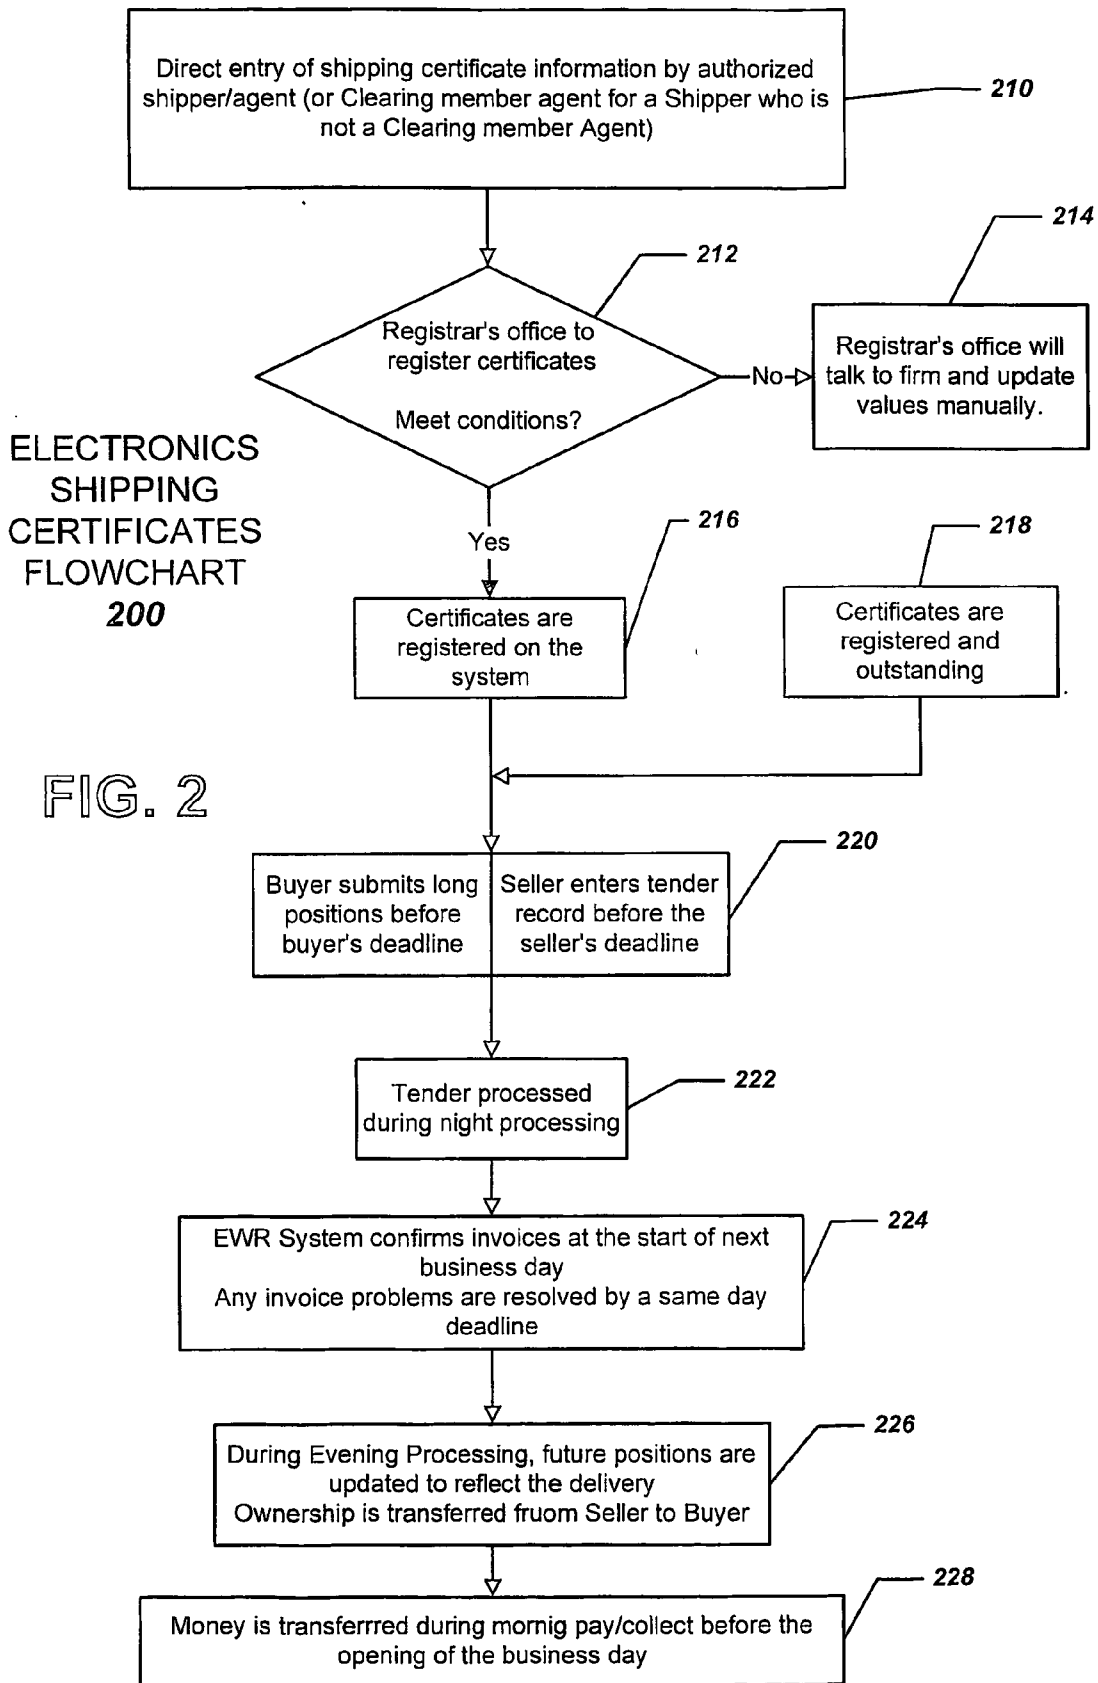 Direct entry of shipping certificate information by authorized
shipper/agent (or Clearing member agent for a Shipper who is
not a Clearing member Agent)
210
214
212
Registrar's office to
register certificates
Meet conditions?
No
Registrar's office will
talk to firm and update
values manually.
ELECTRONICS
SHIPPING
CERTIFICATES
FLOWCHART
200
Yes
216
218
Certificates are
registered on the
system
Certificates are
registered and
outstanding
FIG. 2
220
Buyer submits long
positions before
buyer's deadline
Seller enters tender
record before the
seller's deadline
222
Tender processed
during night processing
224
EWR System confirms invoices at the start of next
business day
Any invoice problems are resolved by a same day
deadline
226
During Evening Processing, future positions are
updated to reflect the delivery
Ownership is transferred fruom Seller to Buyer
228
Money is transferrred during mornig pay/collect before the
opening of the business day